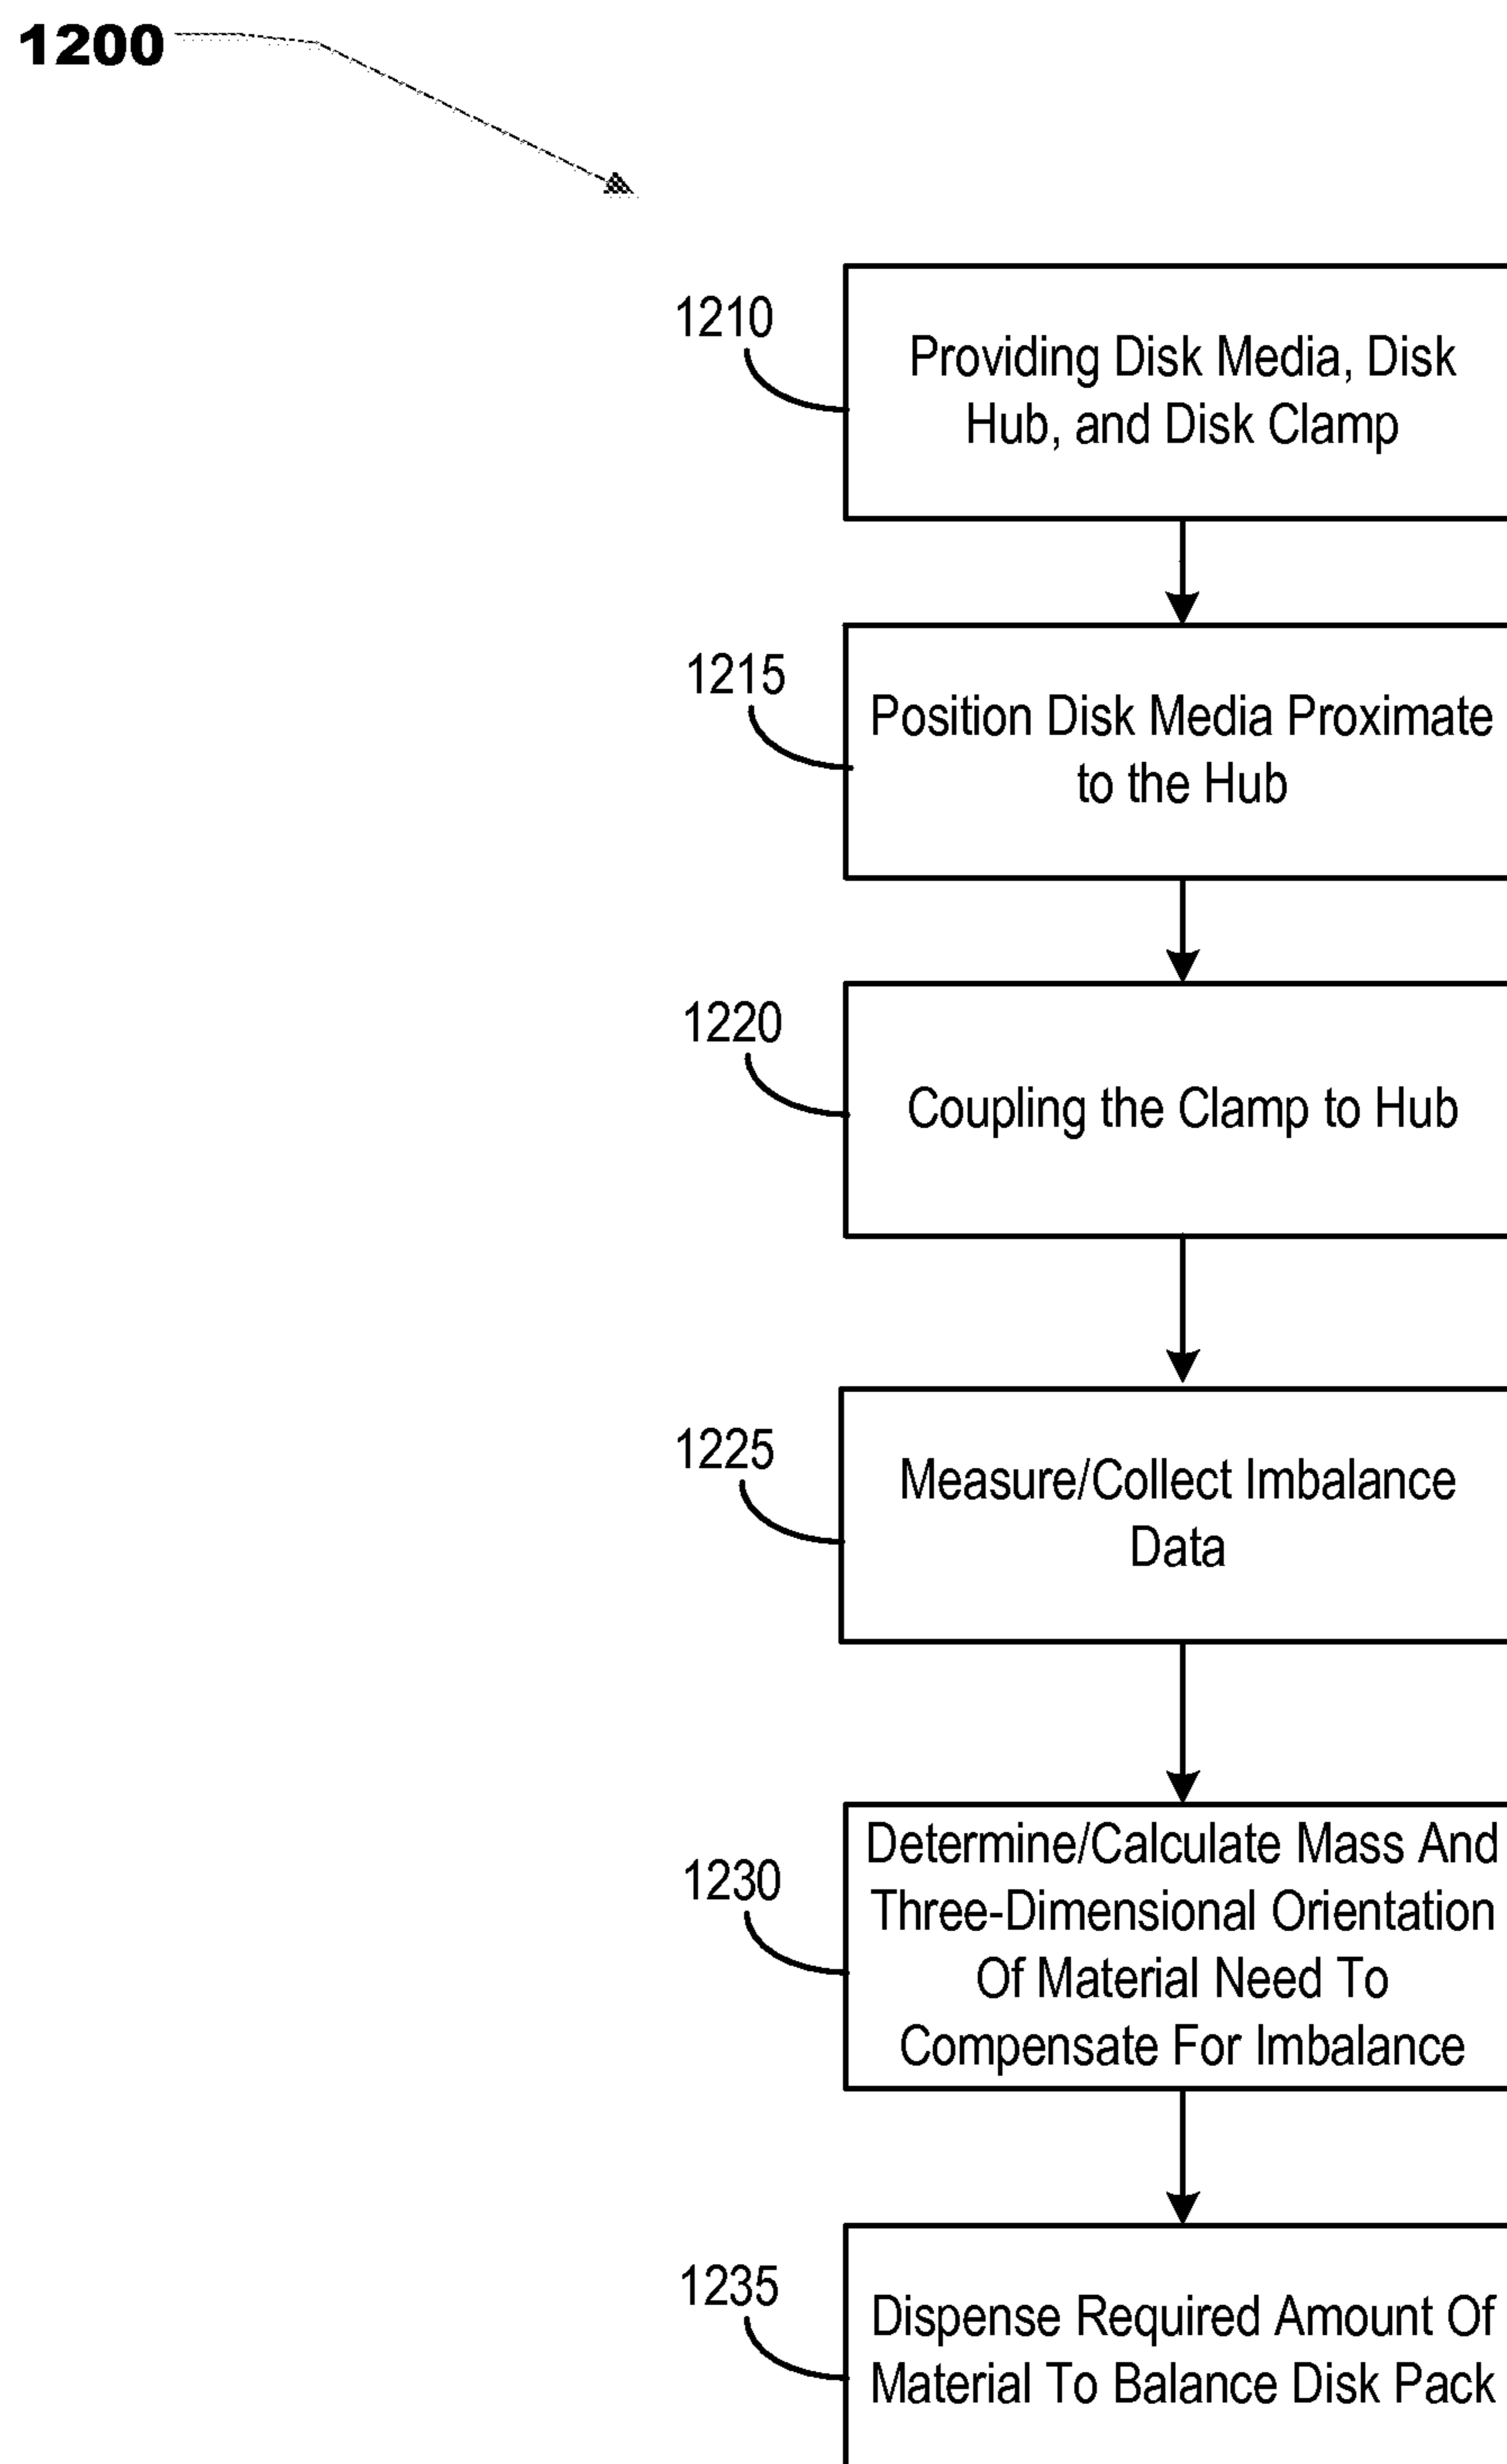 1200
1210
Providing Disk Media, Disk
Hub, and Disk Clamp
1215
Position Disk Media Proximate
to the Hub
1220
Coupling the Clamp to Hub
1225
Measure/Collect Imbalance
Data
1230
Determine/Calculate Mass And
Three-Dimensional Orientation
Of Material Need To
Compensate For Imbalance
1235
Dispense Required Amount Of
Material To Balance Disk Pack